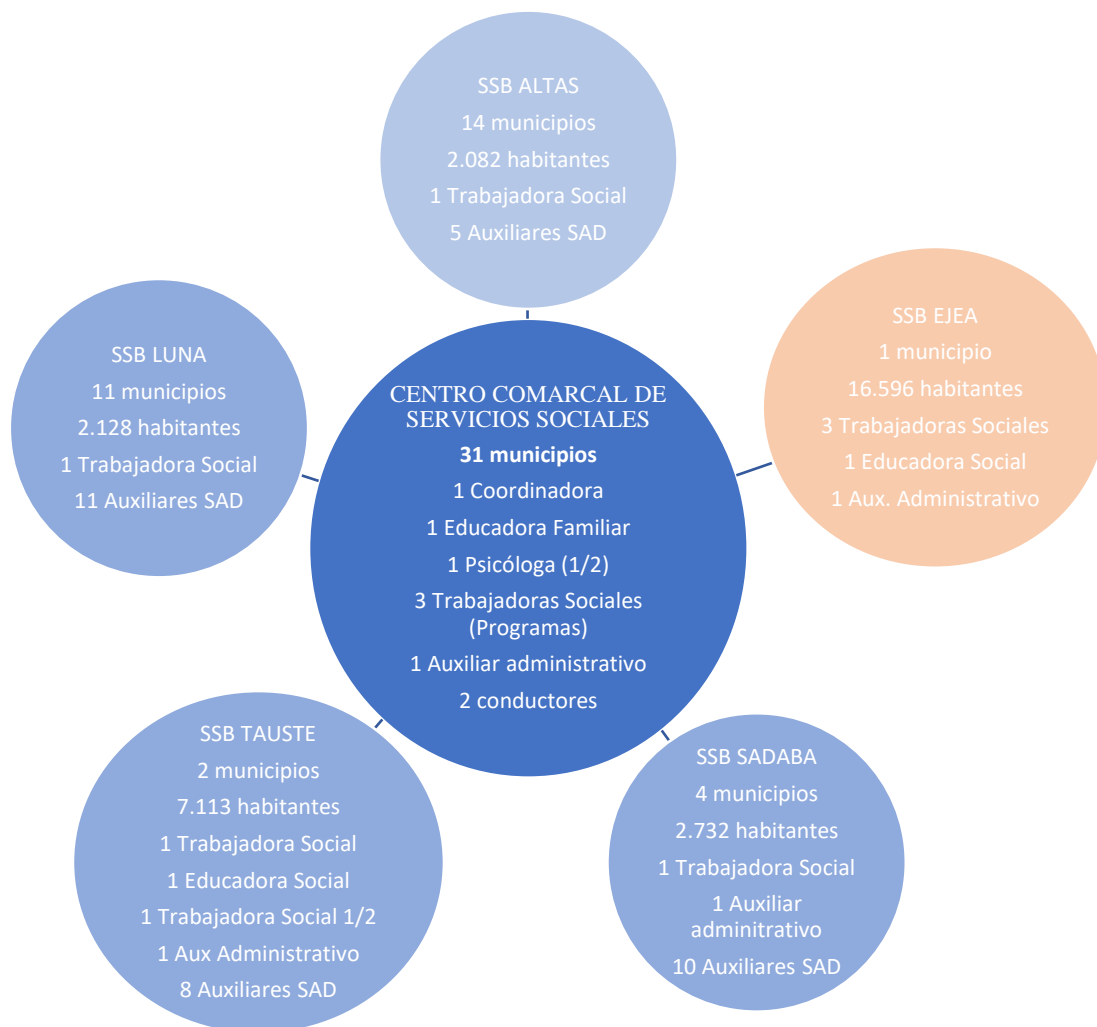 SSB ALTAS
14 municipios
2.082 habitantes
1 Trabajadora Social
5 Auxiliares SAD
SSB EJEA
1 municipio
16.596 habitantes
3 Trabajadoras Sociales
1 Educadora Social
1 Aux. Administrativo
SSB LUNA
11 municipios
2.128 habitantes
1 Trabajadora Social
11 Auxiliares SAD
CENTRO COMARCAL DE
SERVICIOS SOCIALES
31 municipios
1 Coordinadora
1 Educadora Familiar
1 Psicóloga (1/2)
3 Trabajadoras Sociales
(Programas)
1 Auxiliar administrativo
2 conductores
SSB TAUSTE
2 municipios
7.113 habitantes
1 Trabajadora Social
1 Educadora Social
1 Trabajadora Social 1/2
1 Aux Administrativo
8 Auxiliares SAD
SSB SADABA
4 municipios
2.732 habitantes
1 Trabajadora Social
1 Auxiliar
adminitrativo
10 Auxiliares SAD